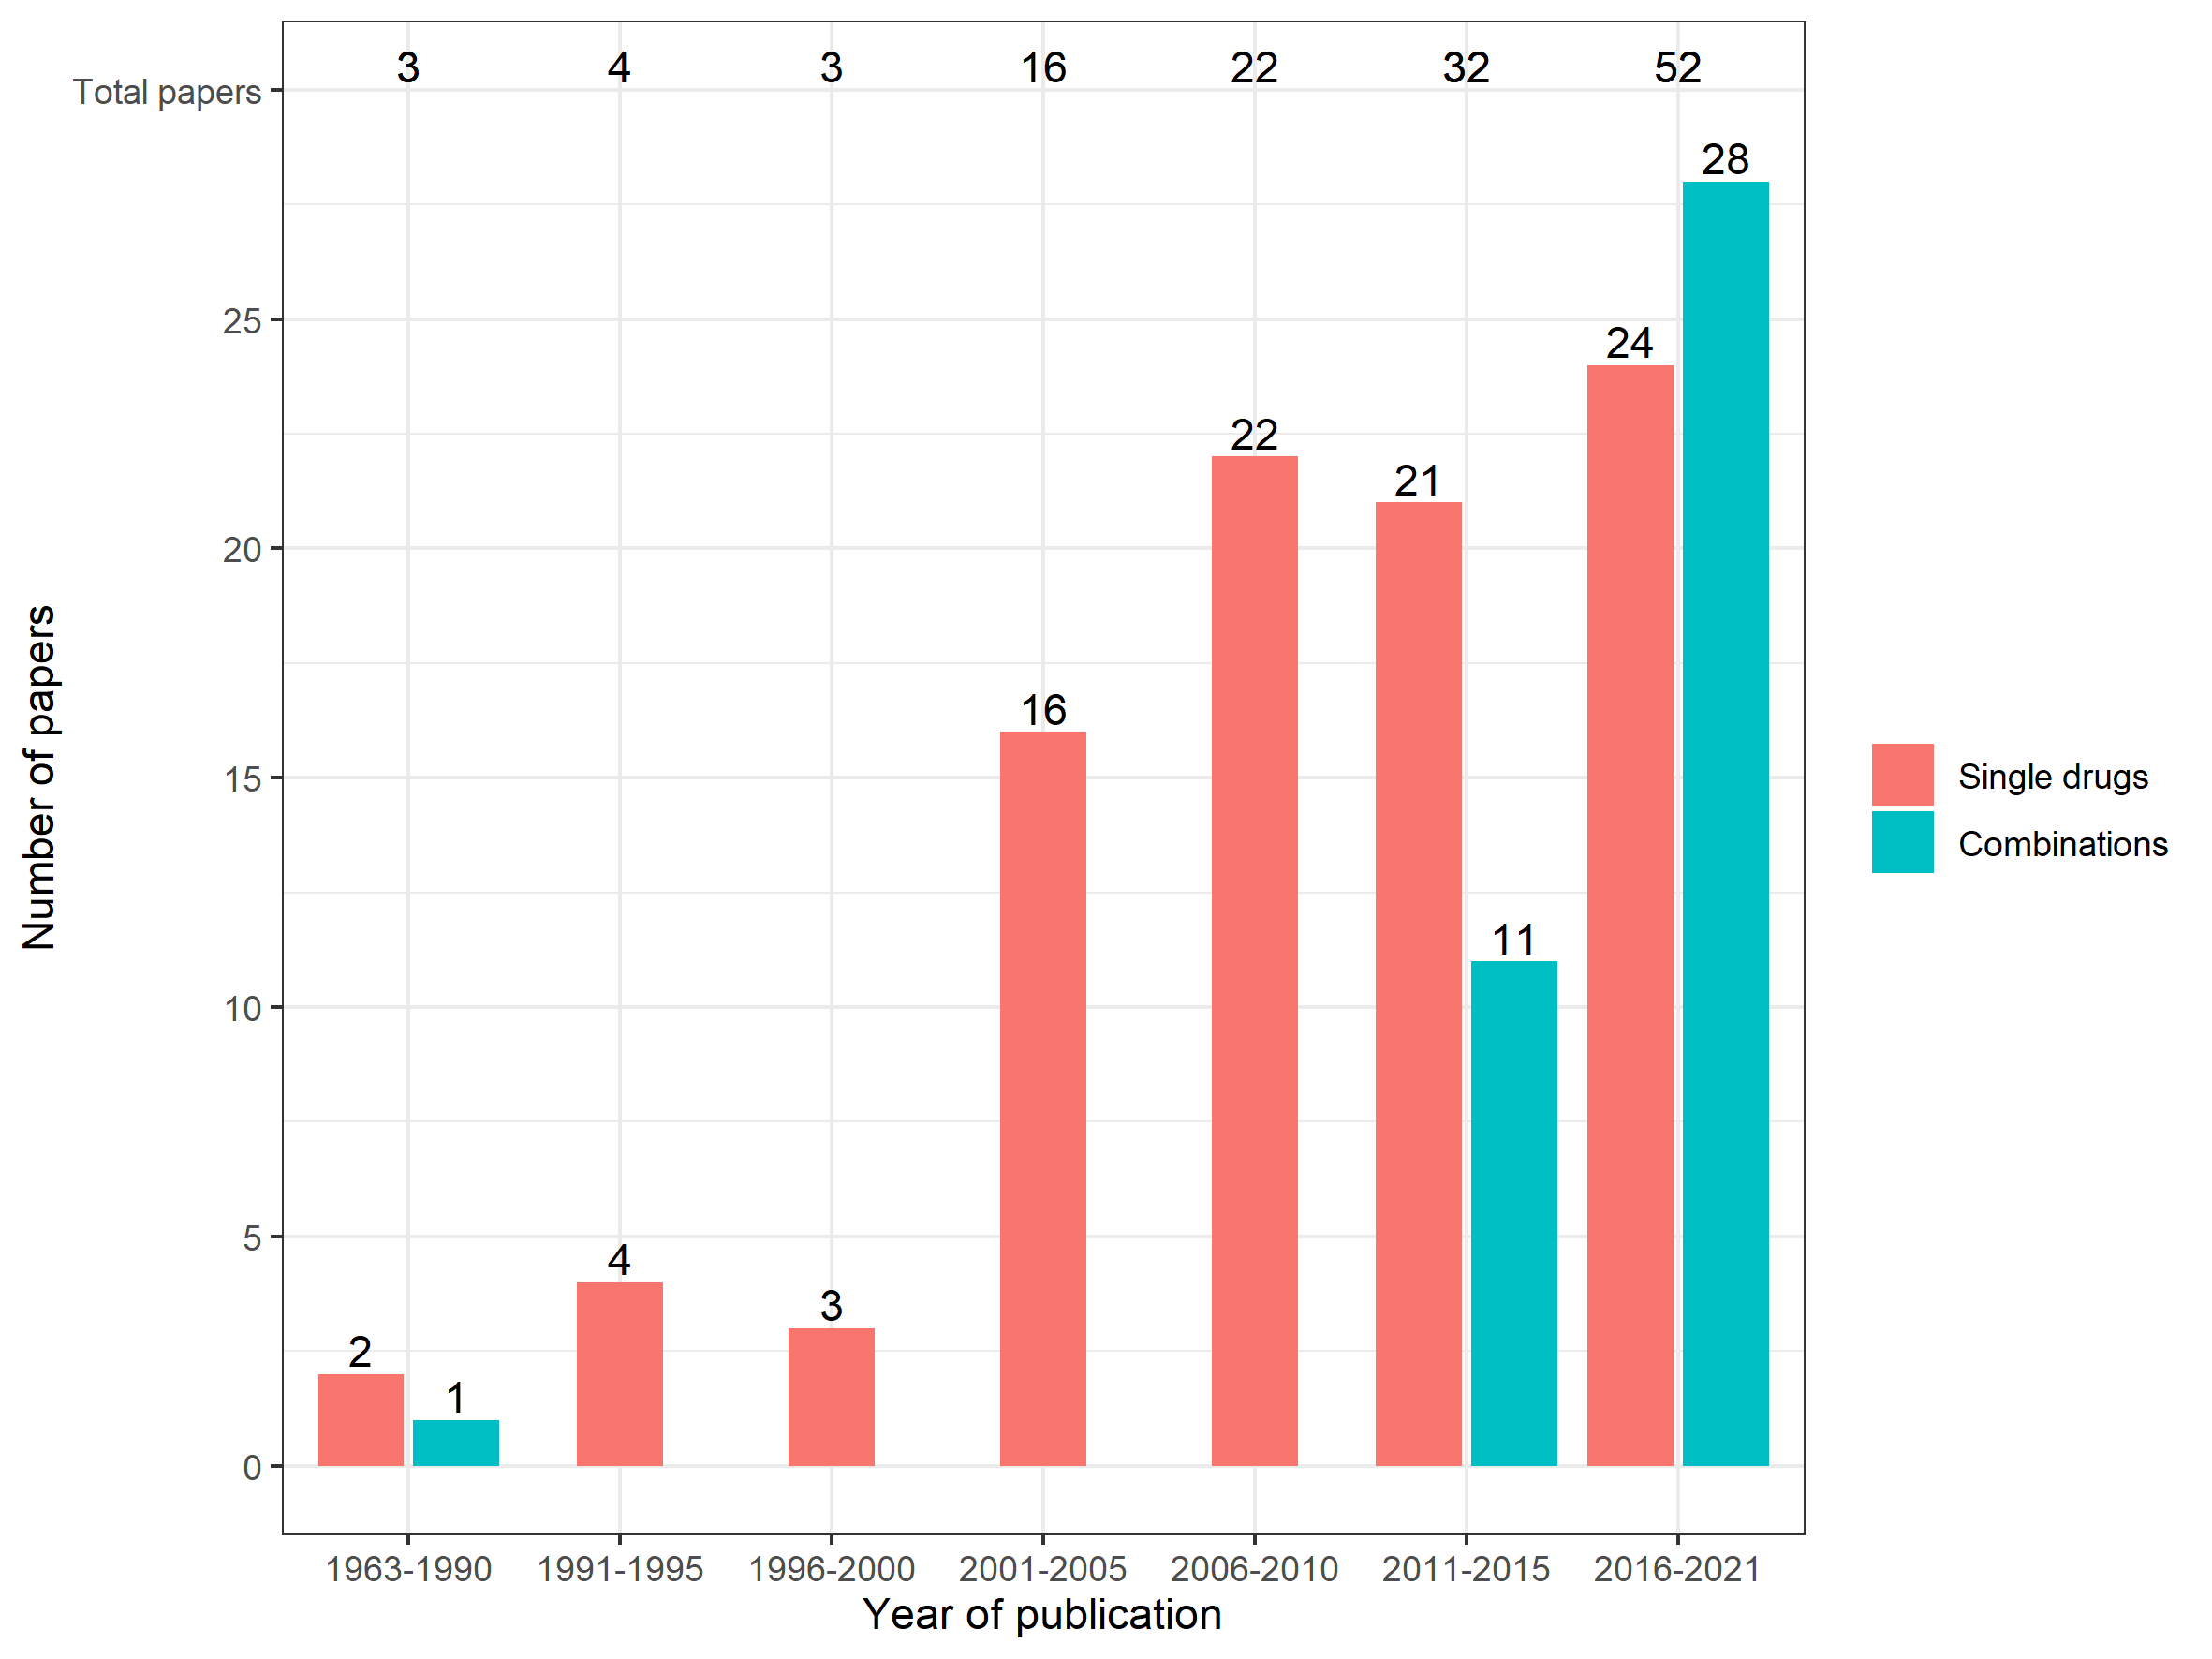 3 4 3 16 22 32 52
Total papers
28
25
24
22
21
20
16
15
11
10
5
4
3
2
1
0
Number of papers
Single drugs
Combinations
1963-1990 1991-1995 1996-2000 2001-2005 2006-2010 2011-2015 2016-2021
Year of publication